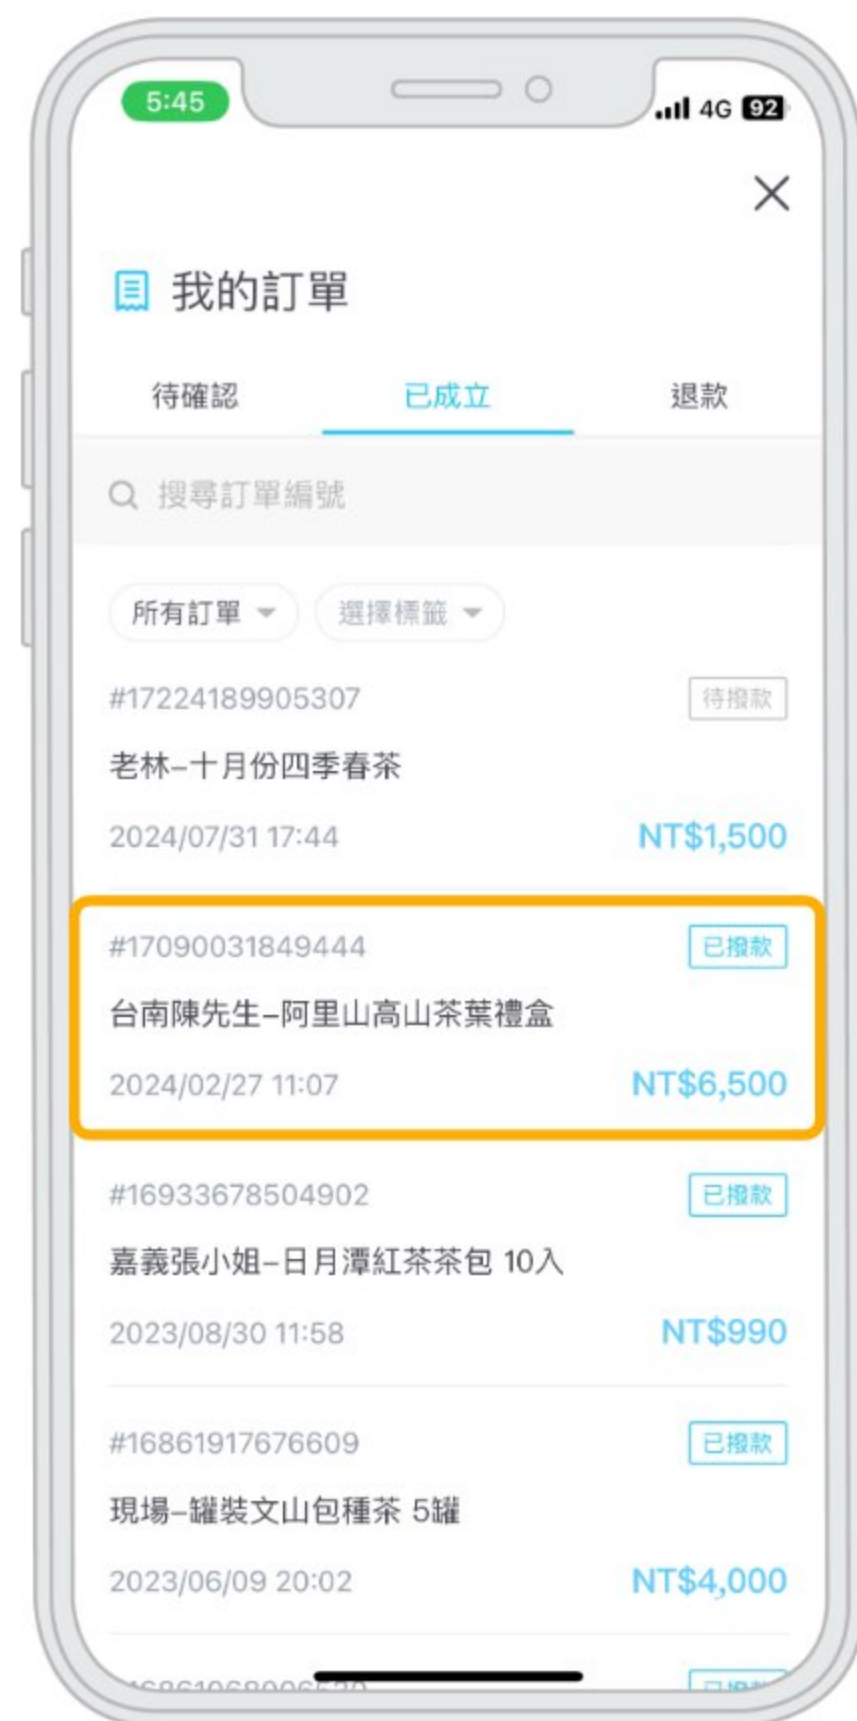 5:45
4G 92
我的訂單
待確認 已成立 退款
搜尋訂單編號
所有訂單 選擇標籤
#17224189905307 待撥款
老林–十月份四季春茶
2024/07/31 17:44 NT$1,500
#17090031849444 已撥款
台南陳先生–阿里山高山茶葉禮盒
2024/02/27 11:07 NT$6,500
#16933678504902 已撥款
嘉義張小姐–日月潭紅茶茶包 10入
2023/08/30 11:58 NT$990
#16861917676609 已撥款
現場–罐裝文山包種茶 5罐
2023/06/09 20:02 NT$4,000